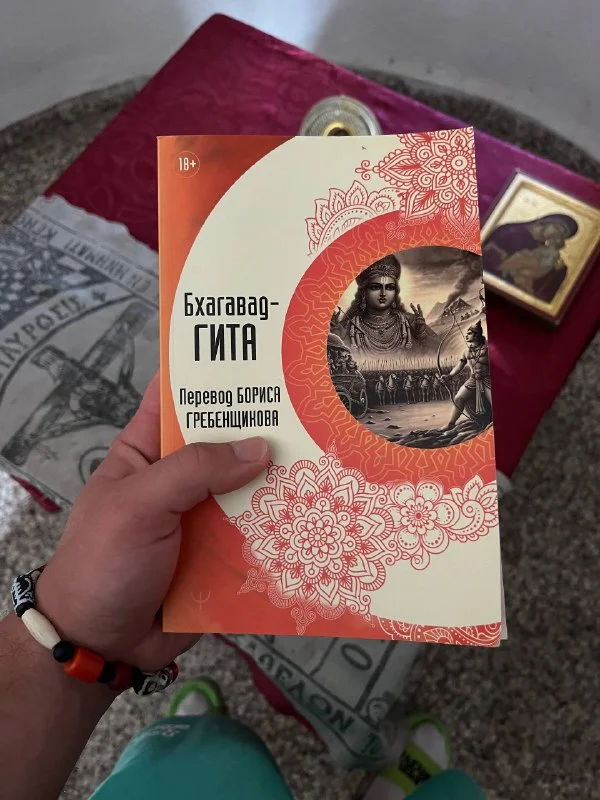 18+
Бхагавад-
ГИТА
Перевод БОРИСА
ГРЕБЕНЩИКОВА